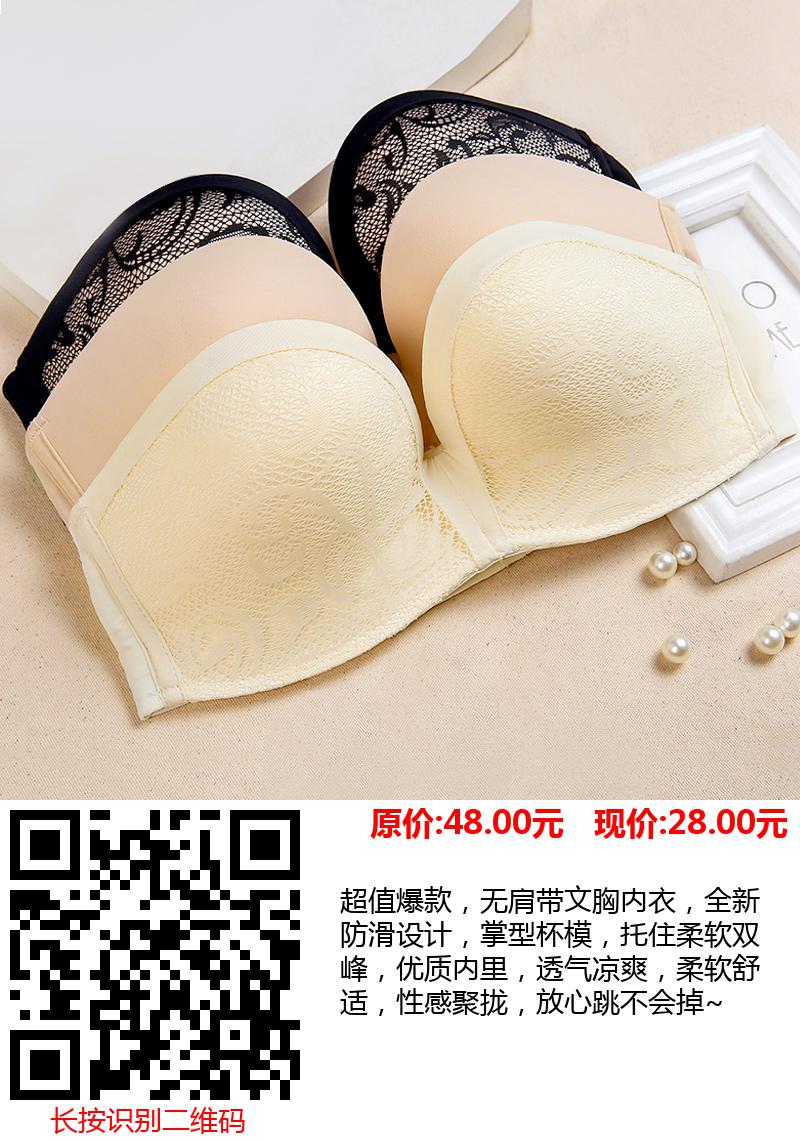 原价:48.00元 现价:28.00元
超值爆款，无肩带文胸内衣，全新
防滑设计，掌型杯模，托住柔软双
峰，优质内里，透气凉爽，柔软舒
适，性感聚拢，放心跳不会掉~
长按识别二维码